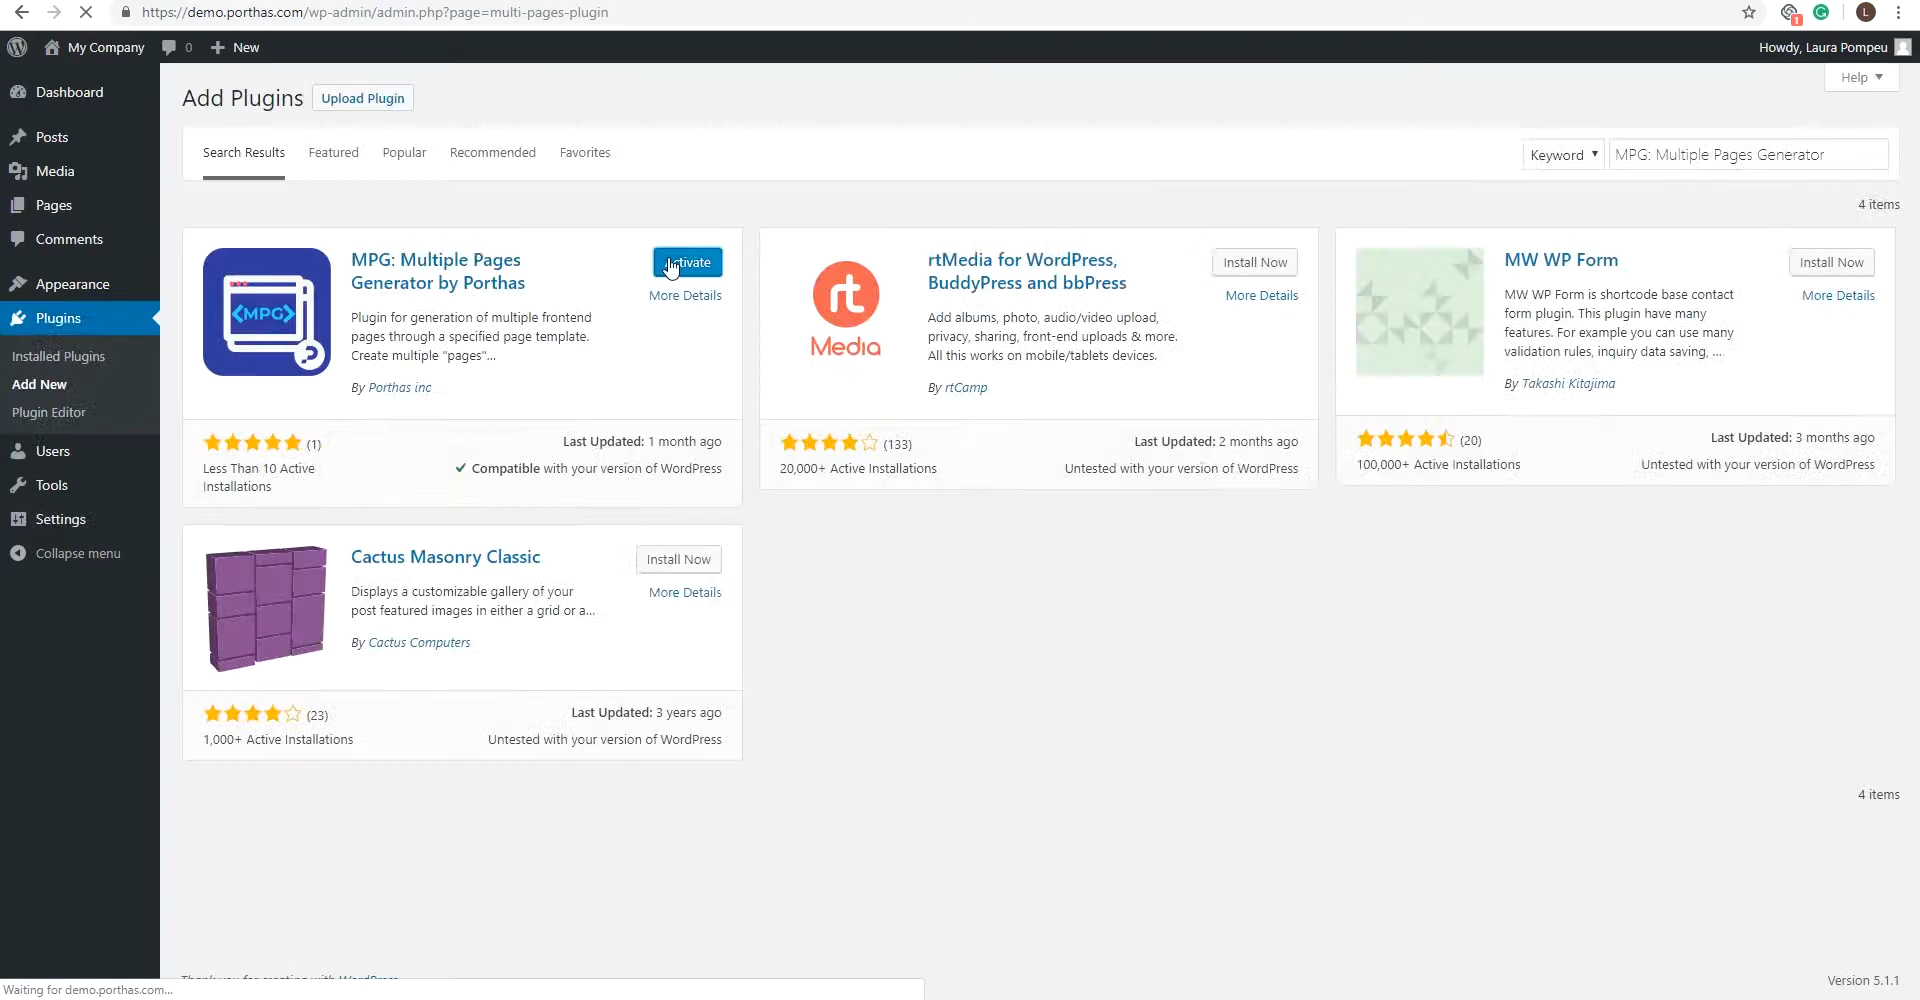 https://demo.porthas.com/wp-admin/admin.php?page=multi-pages-plugin
1
L
My Company
0
New
Howdy, Laura Pompeu
Dashboard
Posts
Media
Pages
Comments
Appearance
Plugins
Installed Plugins
Add New
Plugin Editor
Users
Tools
Settings
Collapse menu
Help
Add Plugins
Upload Plugin
Search Results
Featured
Popular
Recommended
Favorites
Keyword
MPG: Multiple Pages Generator
4 items
<MPG>
MPG: Multiple Pages
Generator by Porthas
More Details
Plugin for generation of multiple frontend
pages through a specified page template.
Create multiple "pages"...
By Porthas inc
(1)
Less Than 10 Active
Installations
Last Updated: 1 month ago
Compatible with your version of WordPress
rt
Media
rtMedia for WordPress,
BuddyPress and bbPress
Install Now
More Details
Add albums, photo, audio/video upload,
privacy, sharing, front-end uploads & more.
All this works on mobile/tablets devices.
By rtCamp
(133)
20,000+ Active Installations
Last Updated: 2 months ago
Untested with your version of WordPress
MW WP Form
Install Now
More Details
MW WP Form is shortcode base contact
form plugin. This plugin have many
features. For example you can use many
validation rules, inquiry data saving, ...
By Takashi Kitajima
(20)
100,000+ Active Installations
Last Updated: 3 months ago
Untested with your version of WordPress
Cactus Masonry Classic
Install Now
More Details
Displays a customizable gallery of your
post featured images in either a grid or a...
By Cactus Computers
(23)
1,000+ Active Installations
Last Updated: 3 years ago
Untested with your version of WordPress
4 items
Version 5.1.1
Waiting for demo.porthas.com...